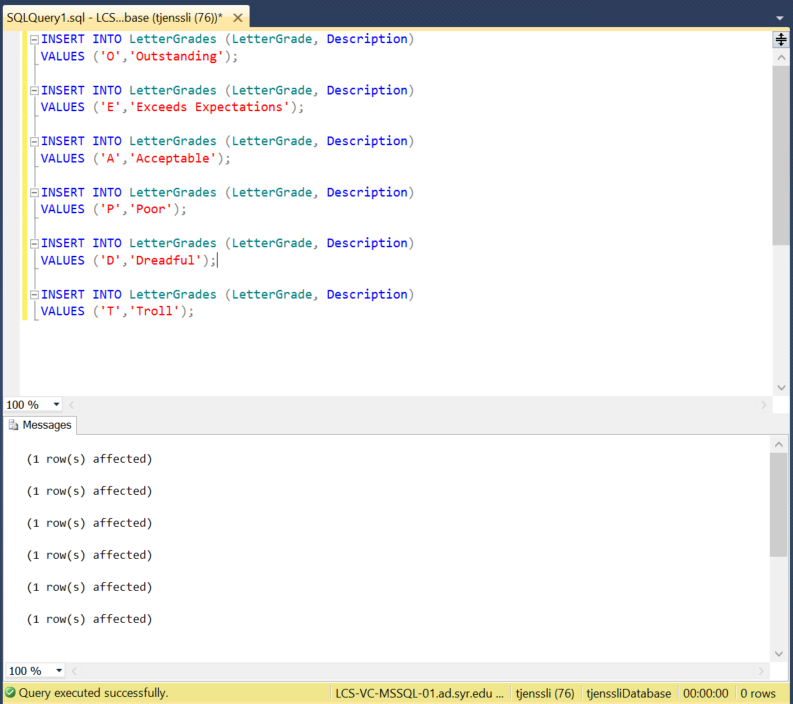 SQLQuery1.sql - LCS...base (tjenssli (76))*
INSERT INTO LetterGrades (LetterGrade, Description)
VALUES ('O','Outstanding');
INSERT INTO LetterGrades (LetterGrade, Description)
VALUES ('E','Exceeds Expectations');
INSERT INTO LetterGrades (LetterGrade, Description)
VALUES ('A','Acceptable');
INSERT INTO LetterGrades (LetterGrade, Description)
VALUES ('P','Poor');
INSERT INTO LetterGrades (LetterGrade, Description)
VALUES ('D','Dreadful');
INSERT INTO LetterGrades (LetterGrade, Description)
VALUES ('T','Troll');
100 %
Messages
(1 row(s) affected)
(1 row(s) affected)
(1 row(s) affected)
(1 row(s) affected)
(1 row(s) affected)
(1 row(s) affected)
100 %
Query executed successfully. LCS-VC-MSSQL-01.ad.syr.edu ... tjenssli (76) tjenssliDatabase 00:00:00 0 rows